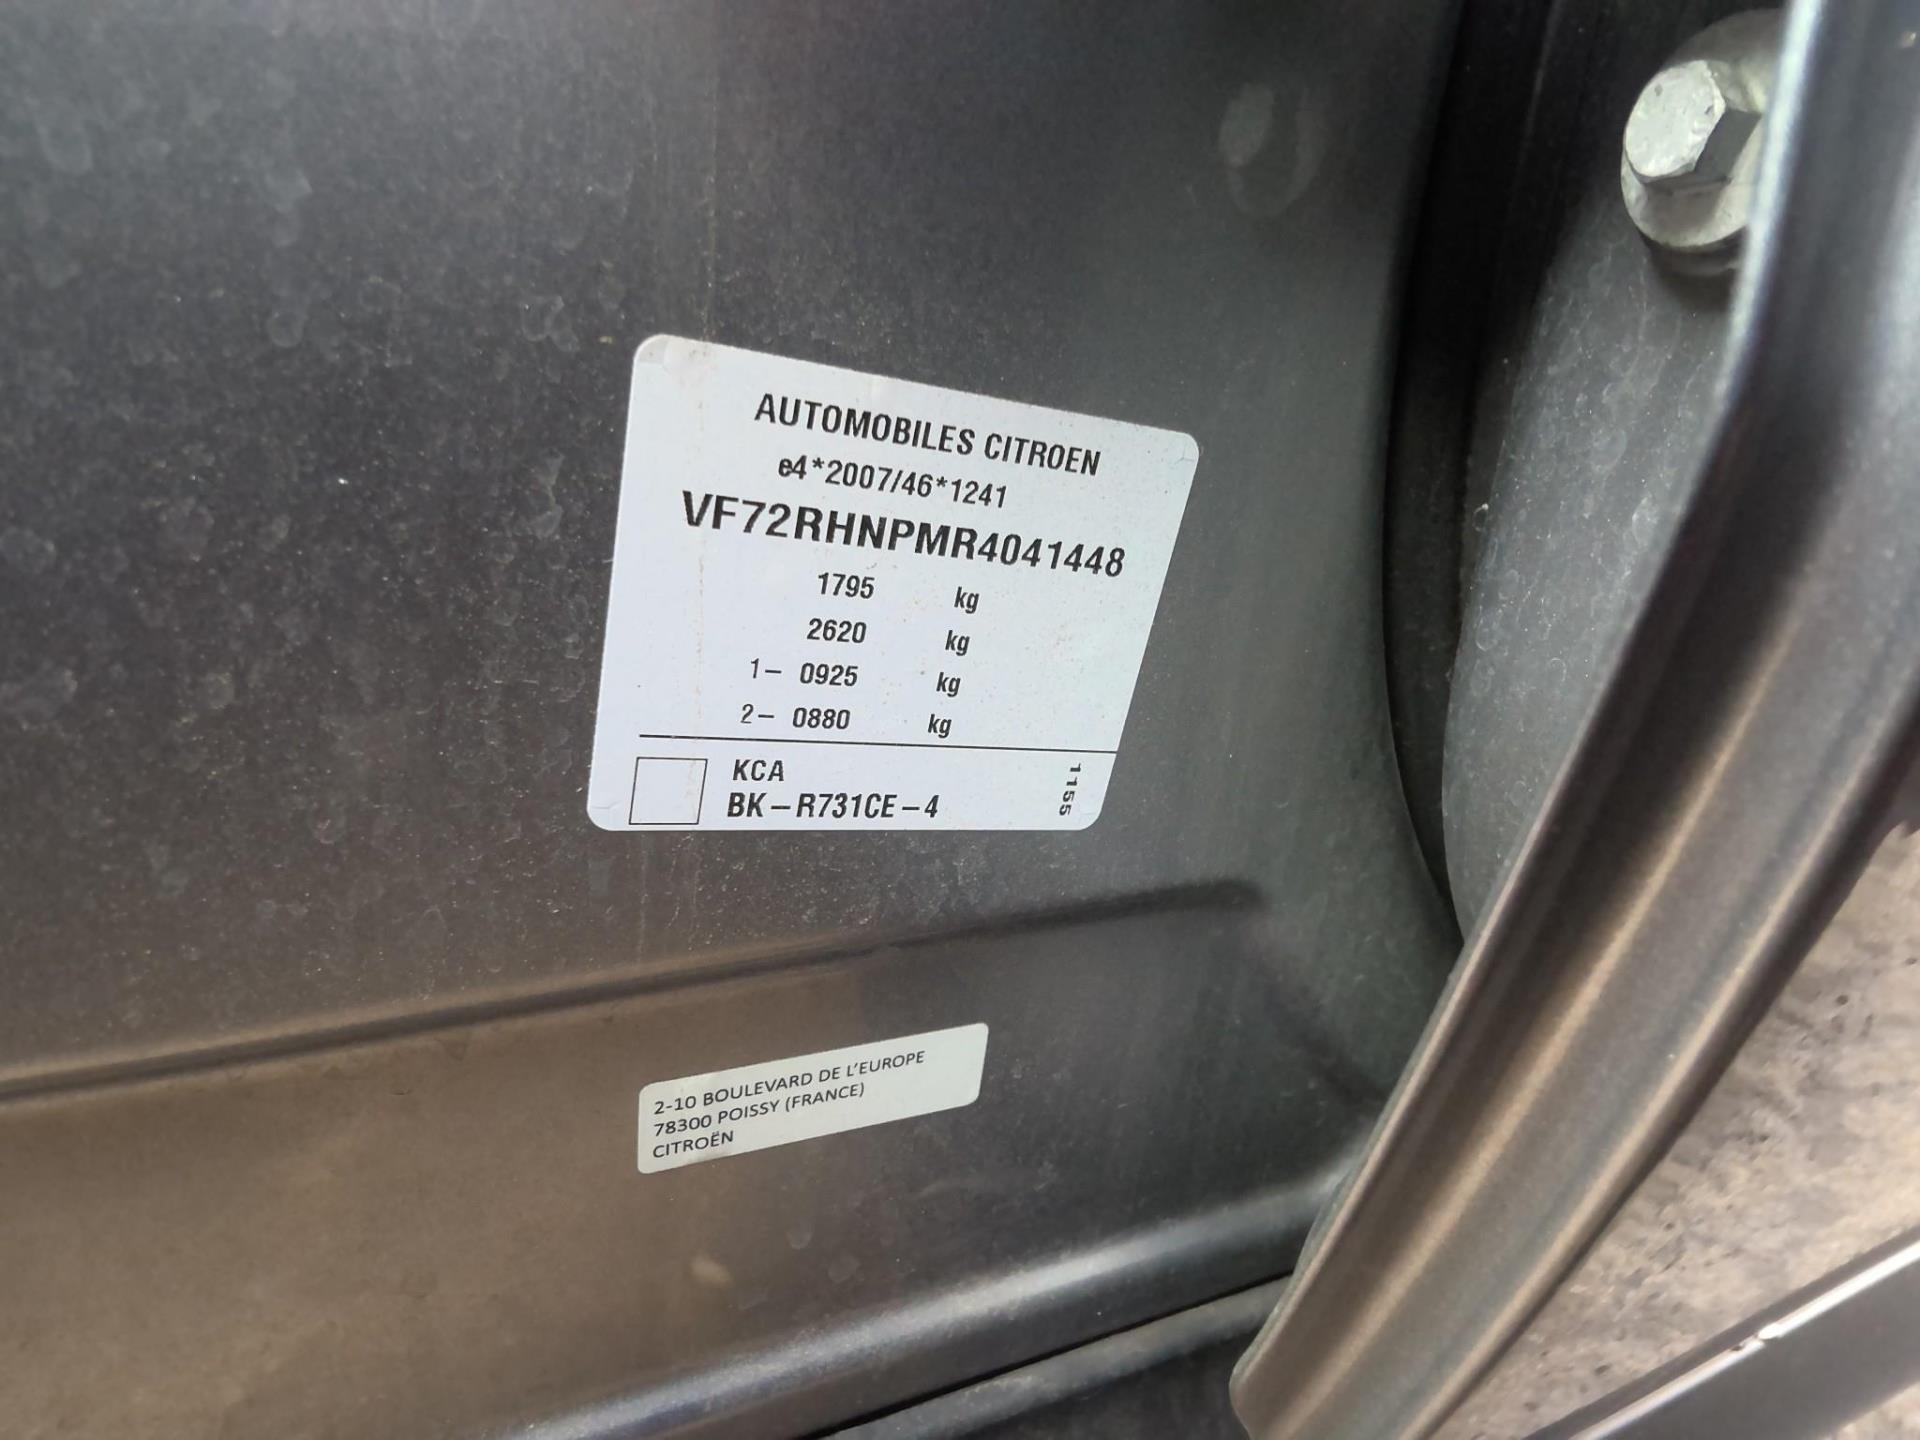 AUTOMOBILES CITROEN
e4*2007/46*1241
VF72RHNPMR4041448
1795 kg
2620 kg
1- 0925 kg
2- 0880 kg
KCA
BK-R731CE-4
1155
2-10 BOULEVARD DE L'EUROPE
78300 POISSY (FRANCE)
CITROËN